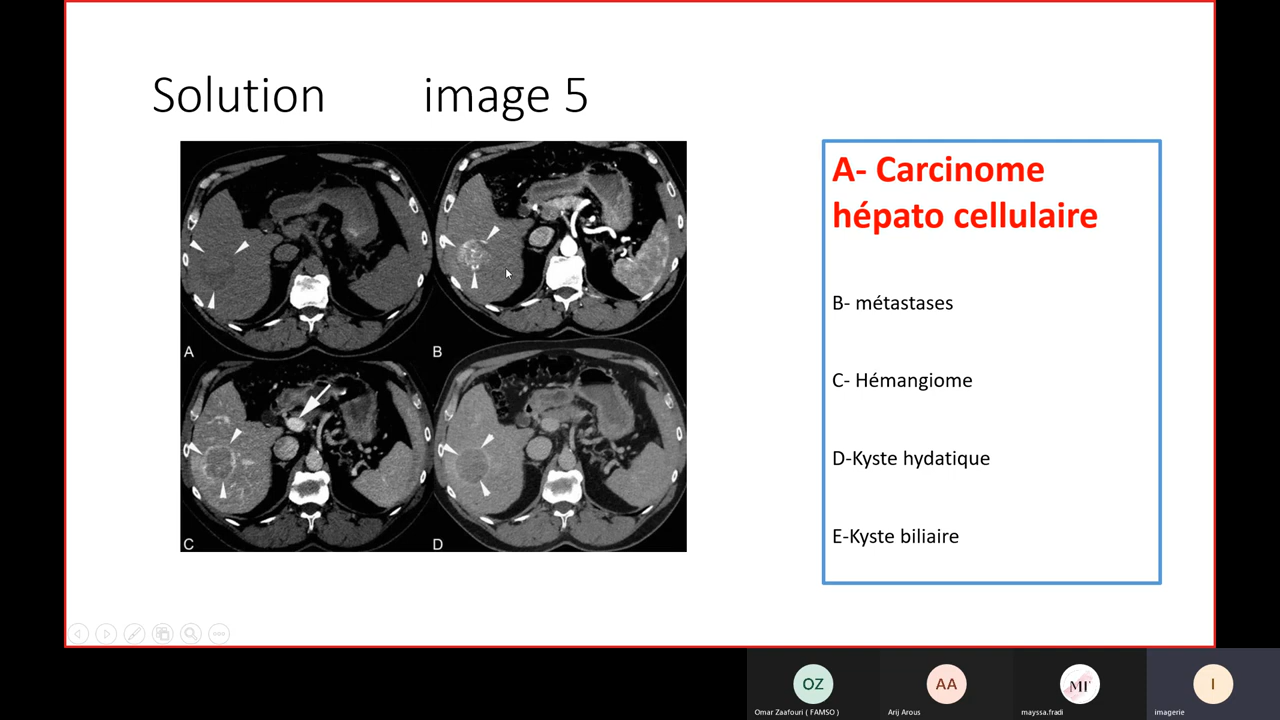 Solution image 5
A- Carcinome
hépato cellulaire
B- métastases
C- Hémangiome
D-Kyste hydatique
E-Kyste biliaire
A
B
C
D
OZ
AA
MF
I
Omar Zaafouri ( FAMSO )
Arij Arous
mayssa.fradi
imagerie